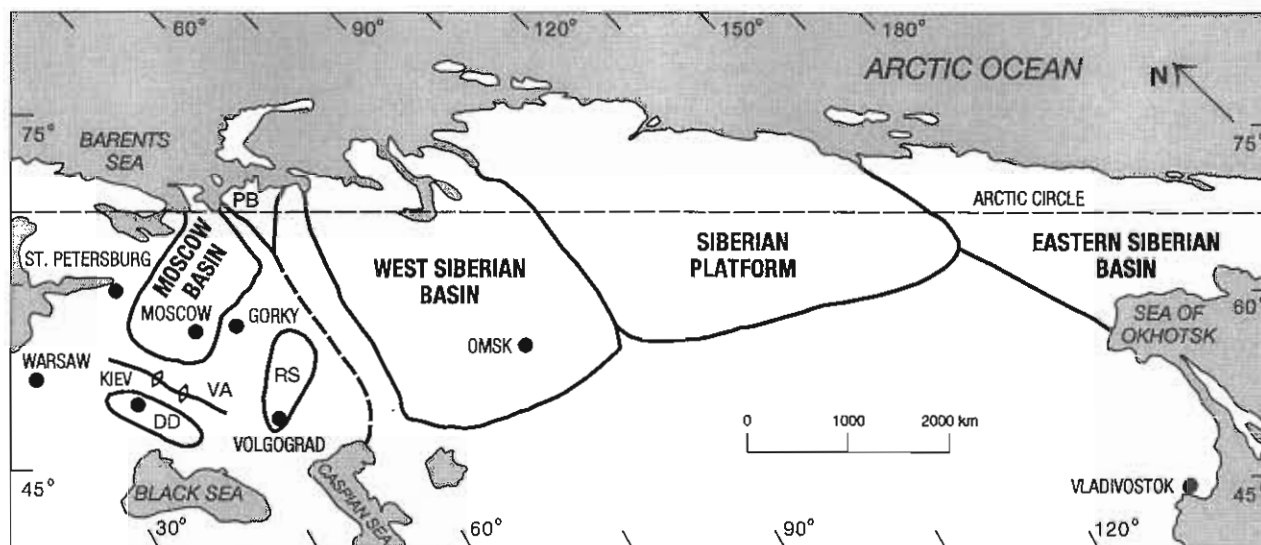 60°
90°
120°
150°
180°
ARCTIC OCEAN
N
75°
BARENTS
SEA
75°
PB
ARCTIC CIRCLE
MOSCOW
BASIN
ST. PETERSBURG
WEST SIBERIAN
BASIN
SIBERIAN
PLATFORM
EASTERN SIBERIAN
BASIN
MOSCOW
GORKY
SEA OF
OKHOTSK
60°
OMSK
WARSAW
KIEV
VA
RS
DD
VOLGOGRAD
0 1000 2000 km
45°
BLACK SEA
CASPIAN SEA
VLADIVOSTOK
45°
30°
60°
90°
120°